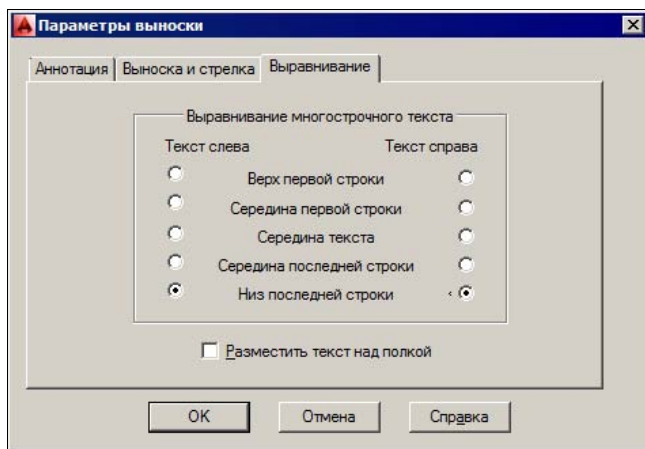 Параметры выноски
Аннотация Выноска и стрелка Выравнивание
Выравнивание многострочного текста
Текст слева Текст справа
Верх первой строки
Середина первой строки
Середина текста
Середина последней строки
Низ последней строки
Разместить текст над полкой
OK Отмена Справка